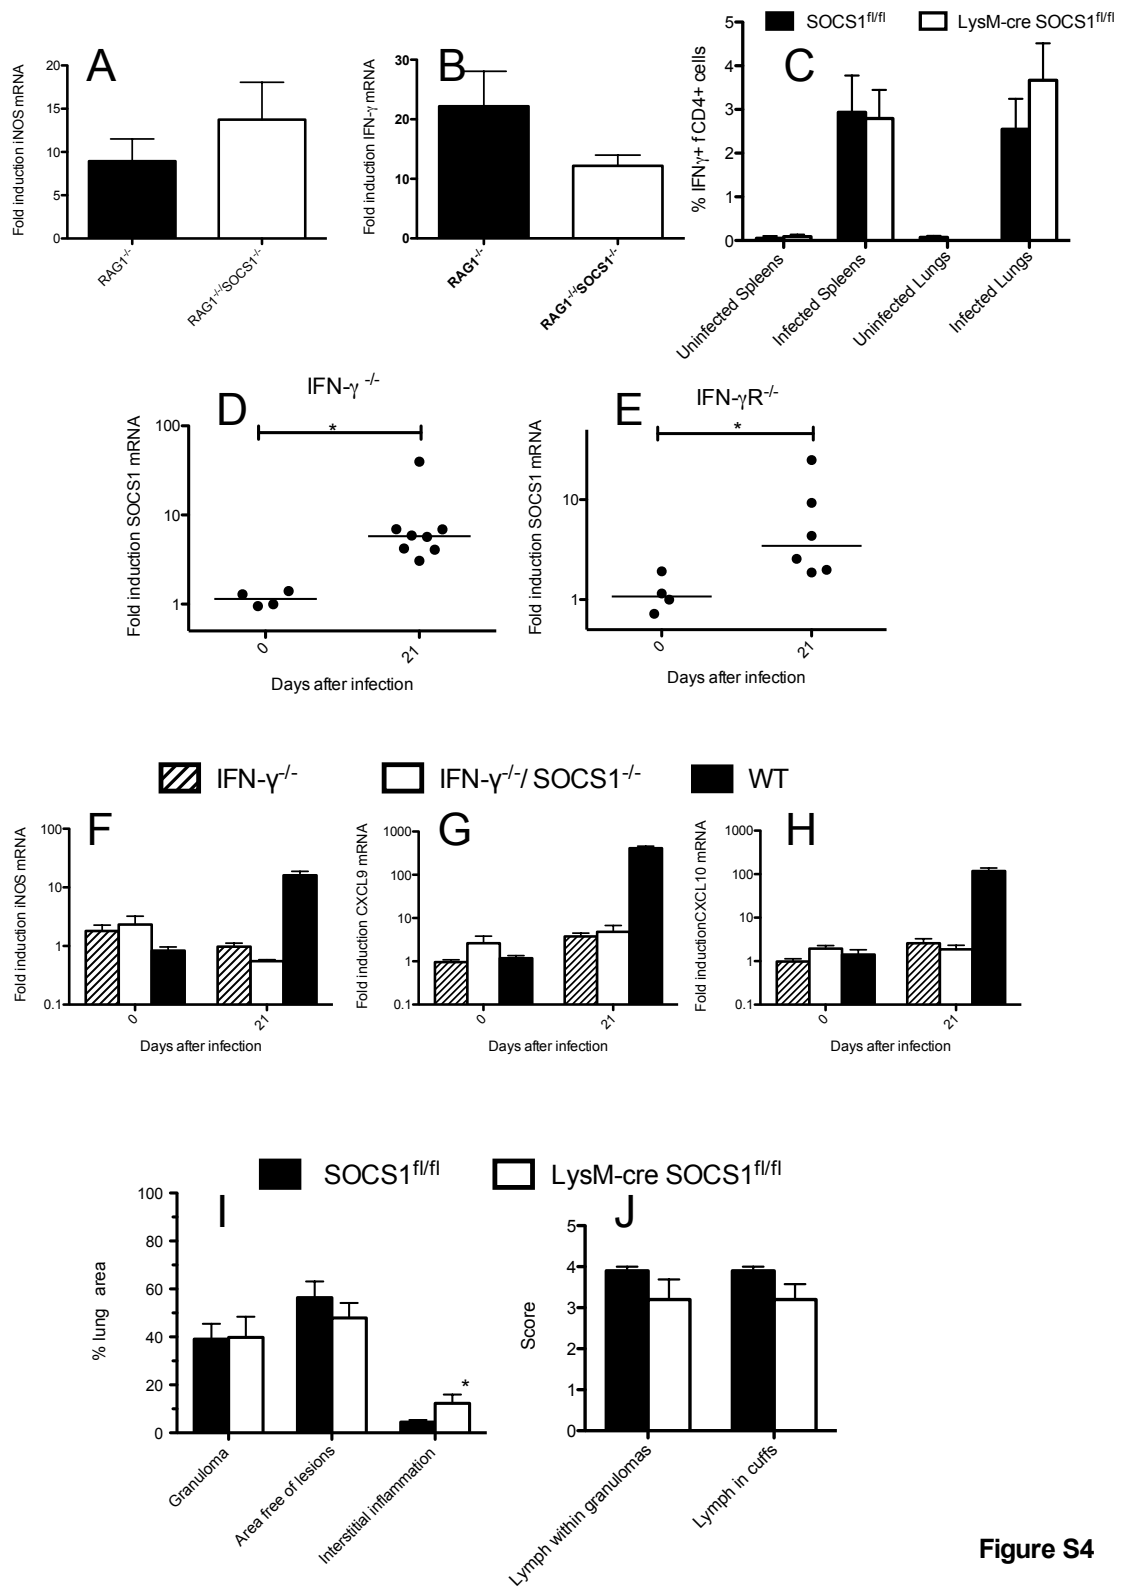 A
Fold induction iNOS mRNA
20
15
10
5
0
RAG1-/-
RAG1-/-/SOCS1-/-
B
Fold induction IFN-γ mRNA
30
20
10
0
RAG1-/-
RAG1-/-/SOCS1-/-
SOCS1fl/fl
LysM-cre SOCS1fl/fl
C
% IFNγ+ f CD4+ cells
5
4
3
2
1
0
Uninfected Spleens
Infected Spleens
Uninfected Lungs
Infected Lungs
D
IFN-γ -/-
*
Fold induction SOCS1 mRNA
100
10
1
0
21
Days after infection
E
IFN-γR-/-
*
Fold induction SOCS1 mRNA
10
1
0
21
Days after infection
IFN-γ-/-
IFN-γ-/-/ SOCS1-/-
WT
F
Fold induction iNOS mRNA
100
10
1
0.1
0
21
Days after infection
G
Fold induction CXCL9 mRNA
1000
100
10
1
0.1
0
21
Days after infection
H
Fold inductionCXCL10 mRNA
1000
100
10
1
0.1
0
21
Days after infection
SOCS1fl/fl
LysM-cre SOCS1fl/fl
I
% lung area
100
80
60
40
20
0
*
Granuloma
Area free of lesions
Interstitial inflammation
J
Score
5
4
3
2
1
0
Lymph within granulomas
Lymph in cuffs
Figure S4